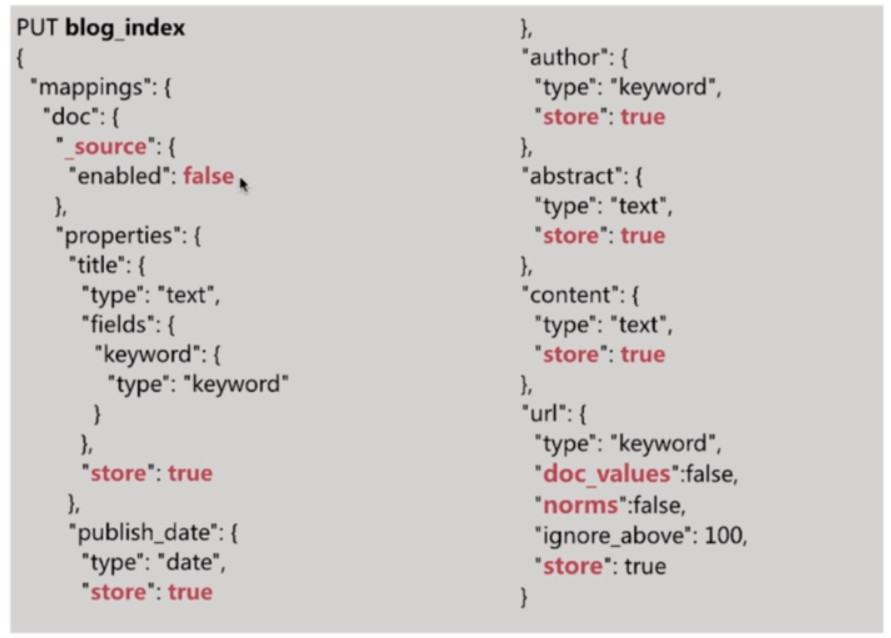 PUT blog_index
{
"mappings": {
"doc": {
"_source": {
"enabled": false
},
"properties": {
"title": {
"type": "text",
"fields": {
"keyword": {
"type": "keyword"
}
},
"store": true
},
"publish_date": {
"type": "date",
"store": true
},
"author": {
"type": "keyword",
"store": true
},
"abstract": {
"type": "text",
"store": true
},
"content": {
"type": "text",
"store": true
},
"url": {
"type": "keyword",
"doc_values":false,
"norms":false,
"ignore_above": 100,
"store": true
}